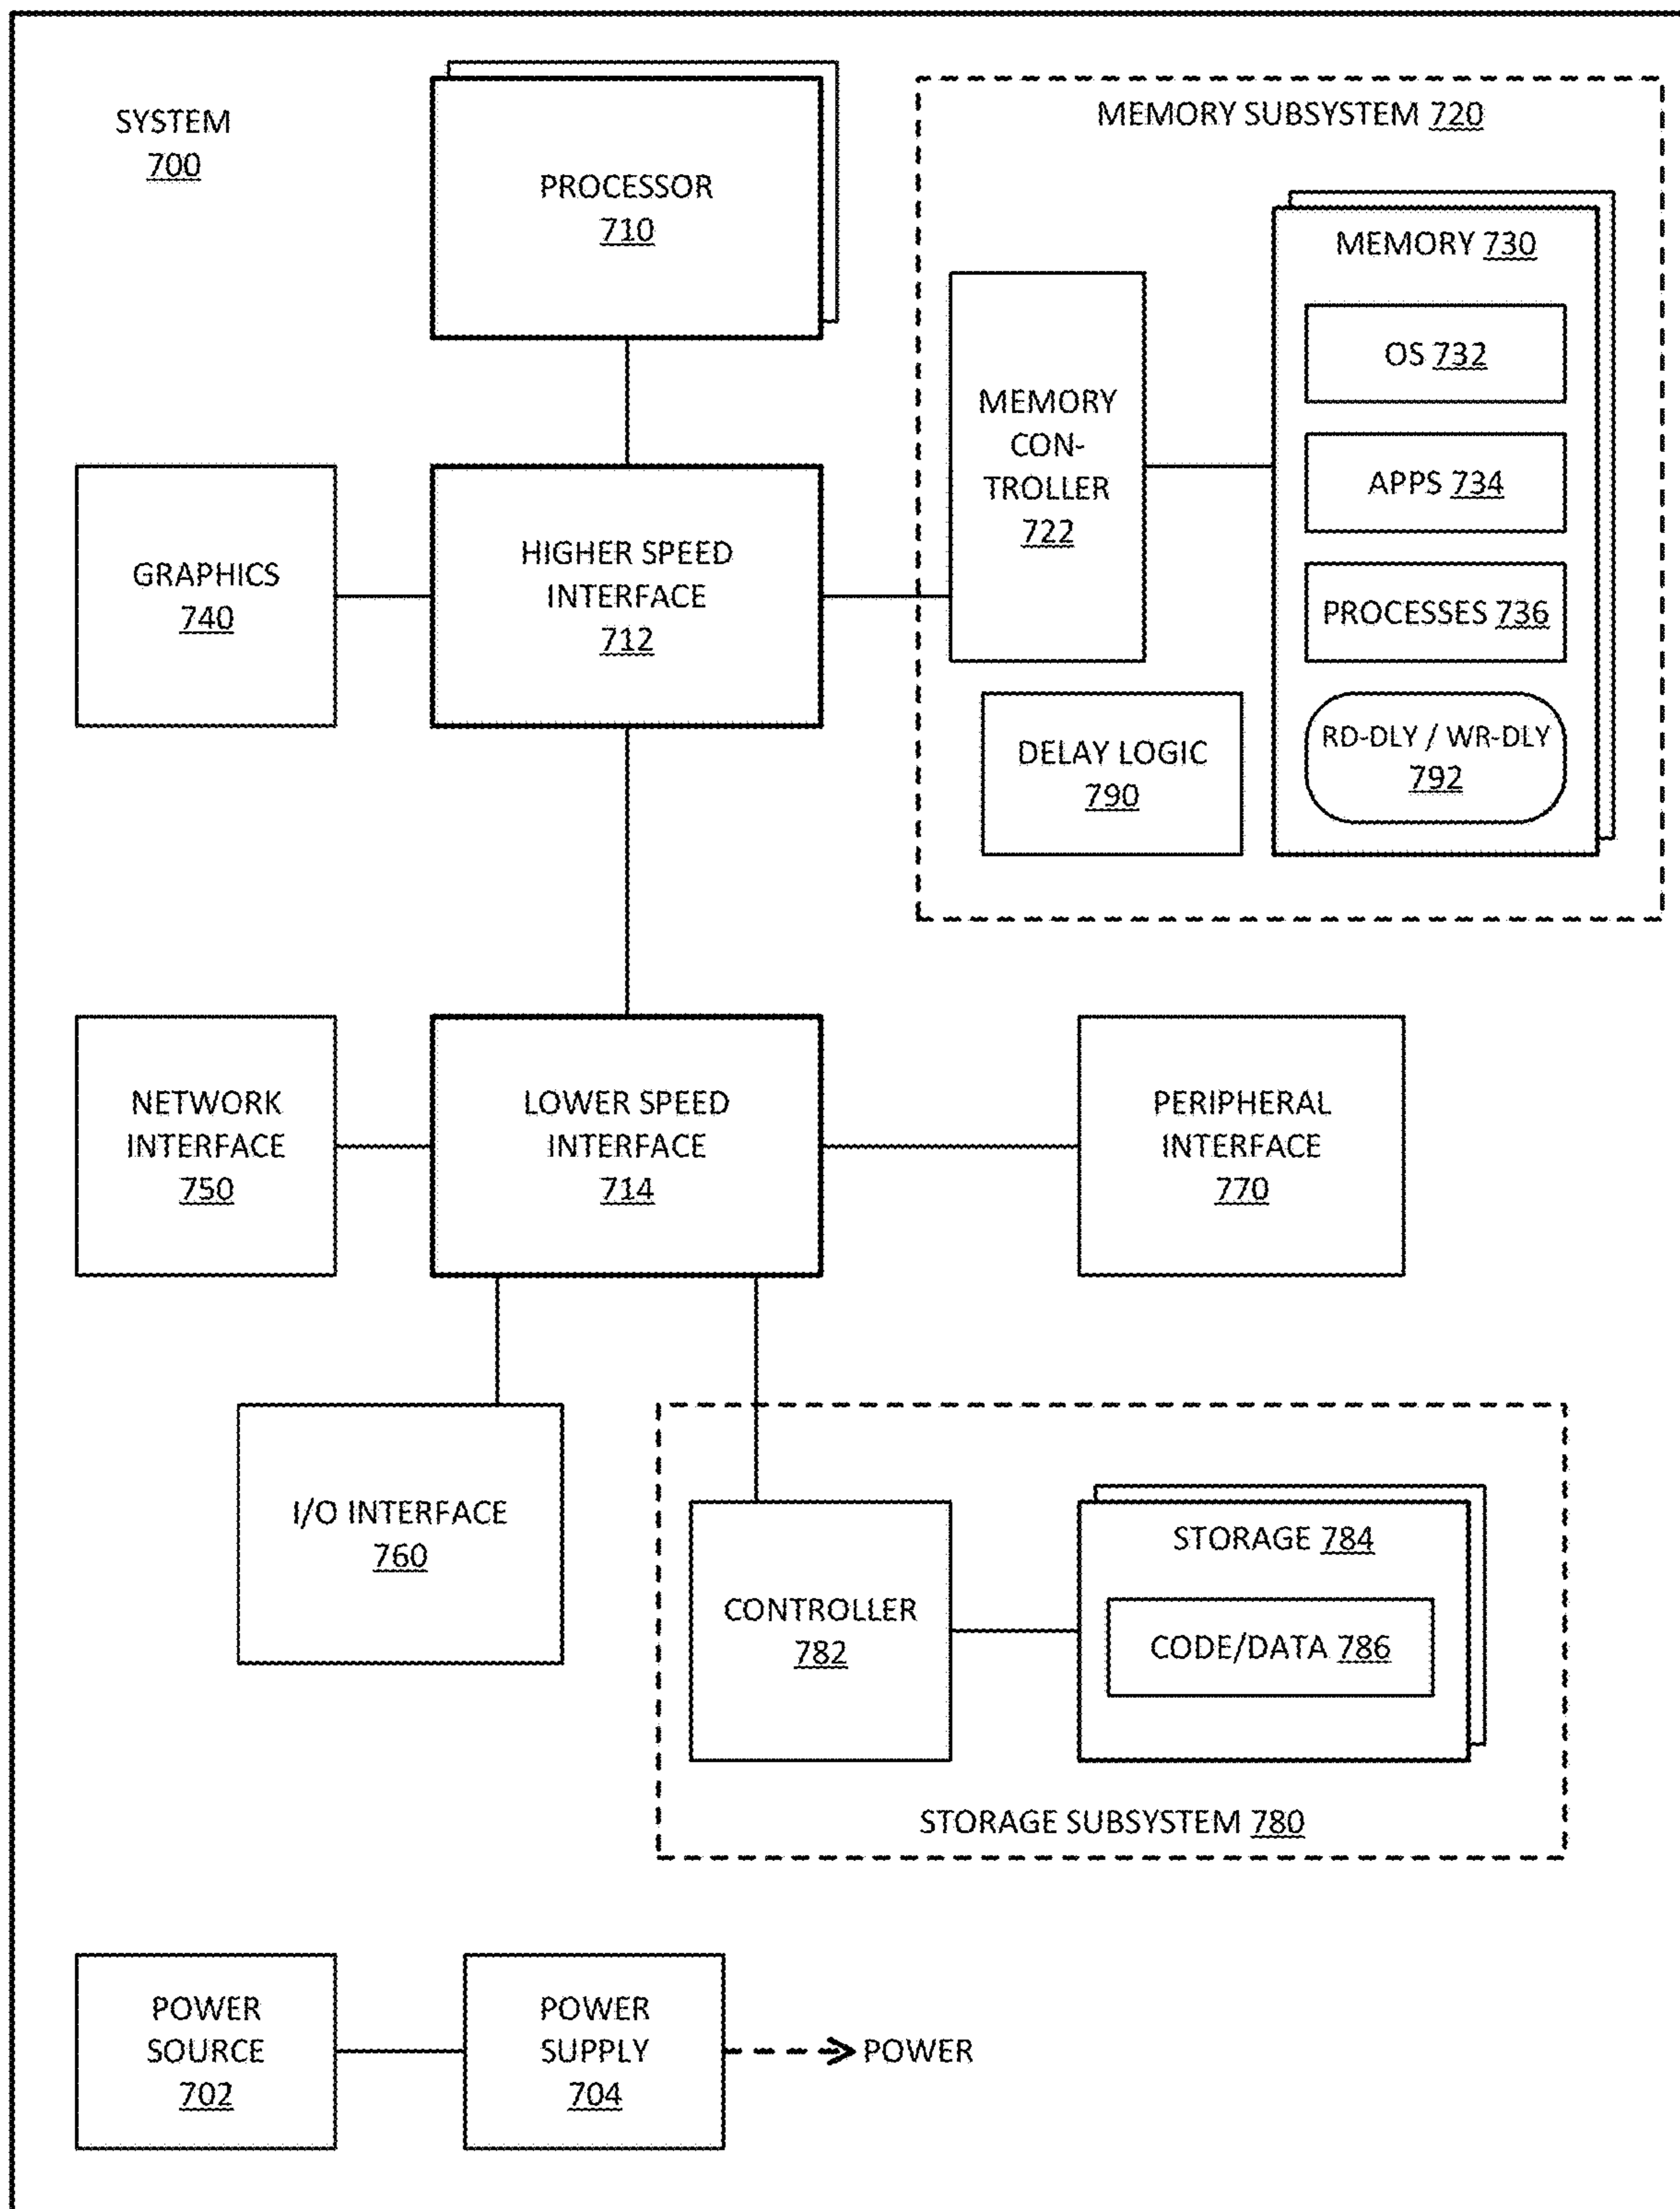 SYSTEM
700
PROCESSOR
710
MEMORY SUBSYSTEM 720
MEMORY
CON-
TROLLER
722
MEMORY 730
OS 732
APPS 734
PROCESSES 736
RD-DLY / WR-DLY
792
DELAY LOGIC
790
GRAPHICS
740
HIGHER SPEED
INTERFACE
712
NETWORK
INTERFACE
750
LOWER SPEED
INTERFACE
714
PERIPHERAL
INTERFACE
770
I/O INTERFACE
760
CONTROLLER
782
STORAGE 784
CODE/DATA 786
STORAGE SUBSYSTEM 780
POWER
SOURCE
702
POWER
SUPPLY
704
POWER